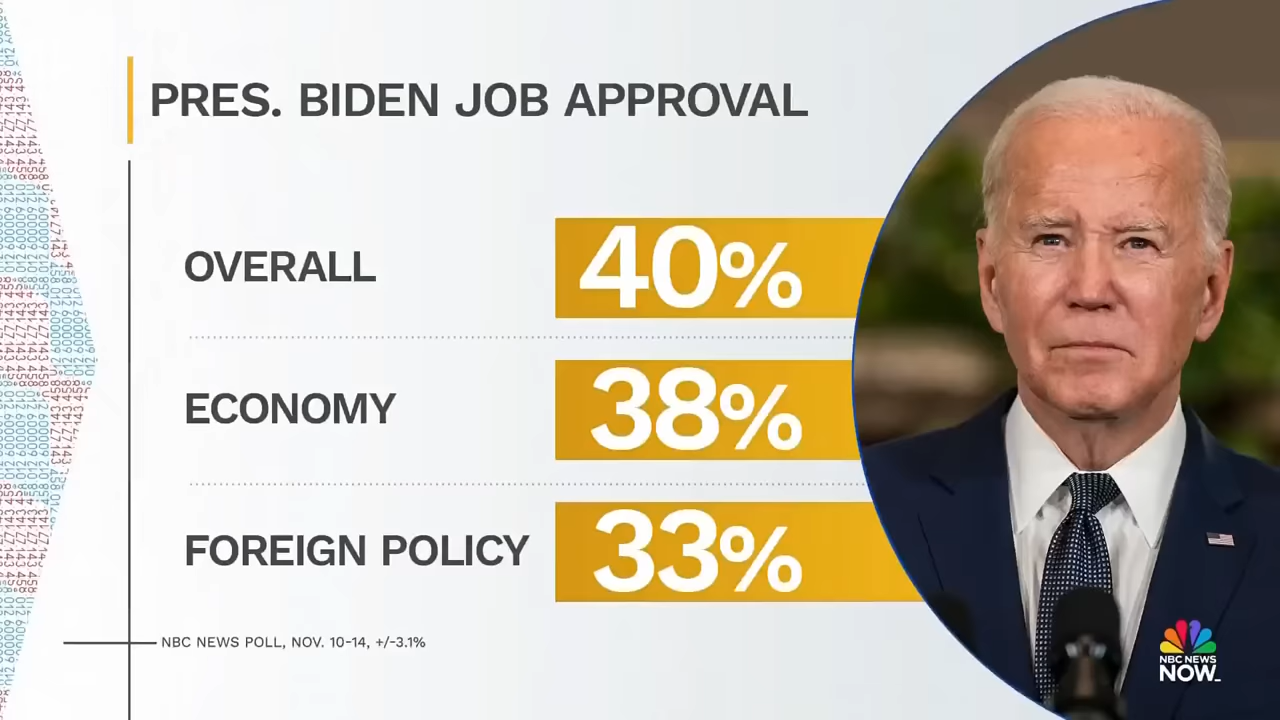 PRES. BIDEN JOB APPROVAL
OVERALL 40%
ECONOMY 38%
FOREIGN POLICY 33%
NBC NEWS POLL, NOV. 10-14, +/-3.1%
NBC NEWS
NOW_